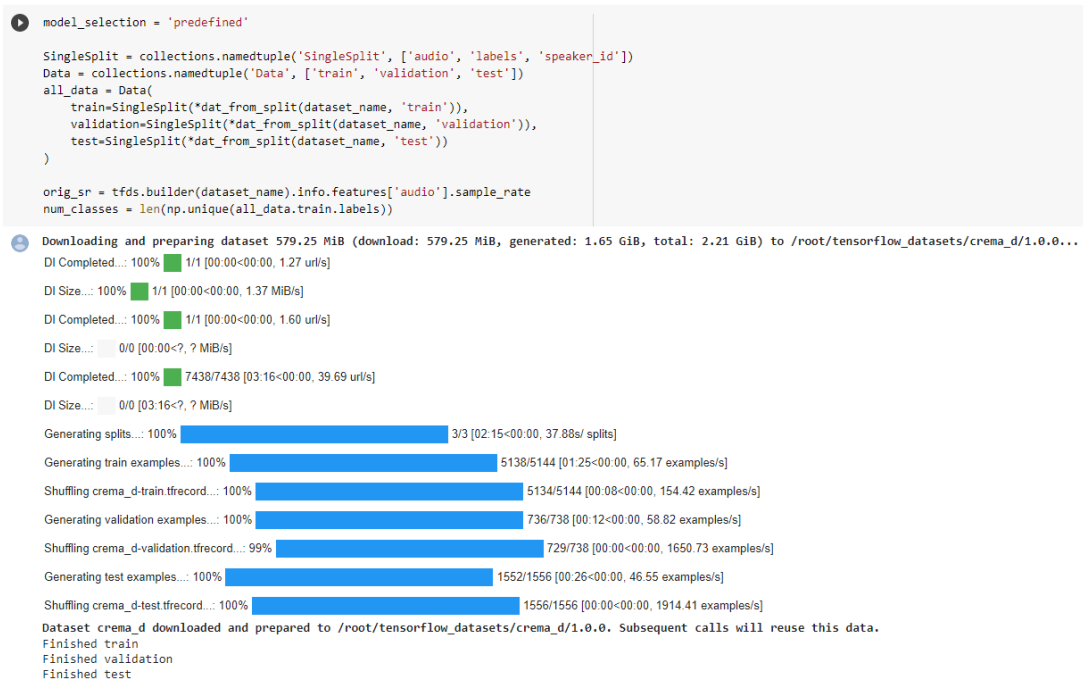 model_selection = 'predefined'
SingleSplit = collections.namedtuple('SingleSplit', ['audio', 'labels', 'speaker_id'])
Data = collections.namedtuple('Data', ['train', 'validation', 'test'])
all_data = Data(
train=SingleSplit(*dat_from_split(dataset_name, 'train')),
validation=SingleSplit(*dat_from_split(dataset_name, 'validation')),
test=SingleSplit(*dat_from_split(dataset_name, 'test'))
)
orig_sr = tfds.builder(dataset_name).info.features['audio'].sample_rate
num_classes = len(np.unique(all_data.train.labels))
Downloading and preparing dataset 579.25 MiB (download: 579.25 MiB, generated: 1.65 GiB, total: 2.21 GiB) to /root/tensorflow_datasets/crema_d/1.0.0...
Dl Completed...: 100% 1/1 [00:00<00:00, 1.27 url/s]
Dl Size...: 100% 1/1 [00:00<00:00, 1.37 MiB/s]
Dl Completed...: 100% 1/1 [00:00<00:00, 1.60 url/s]
Dl Size...: 0/0 [00:00<?, ? MiB/s]
Dl Completed...: 100% 7438/7438 [03:16<00:00, 39.69 url/s]
Dl Size...: 0/0 [03:16<?, ? MiB/s]
Generating splits...: 100% 3/3 [02:15<00:00, 37.88s/ splits]
Generating train examples...: 100% 5138/5144 [01:25<00:00, 65.17 examples/s]
Shuffling crema_d-train.tfrecord...: 100% 5134/5144 [00:08<00:00, 154.42 examples/s]
Generating validation examples...: 100% 736/738 [00:12<00:00, 58.82 examples/s]
Shuffling crema_d-validation.tfrecord...: 99% 729/738 [00:00<00:00, 1650.73 examples/s]
Generating test examples...: 100% 1552/1556 [00:26<00:00, 46.55 examples/s]
Shuffling crema_d-test.tfrecord...: 100% 1556/1556 [00:00<00:00, 1914.41 examples/s]
Dataset crema_d downloaded and prepared to /root/tensorflow_datasets/crema_d/1.0.0. Subsequent calls will reuse this data.
Finished train
Finished validation
Finished test